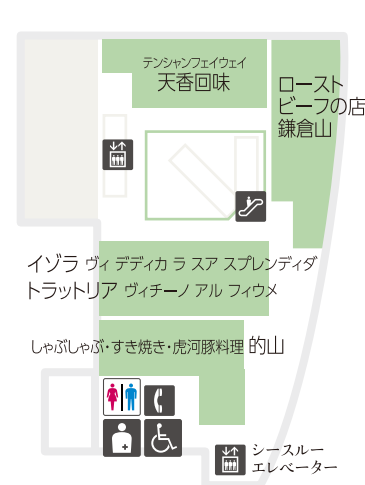 テンシャンフェイウェイ
天香回味
ロースト
ビーフの店
鎌倉山
イゾラ ヴィ デディカ ラ スア スプレンディダ
トラットリア ヴィチーノ アル フィウメ
しゃぶしゃぶ・すき焼き・虎河豚料理 的山
シースルー
エレベーター